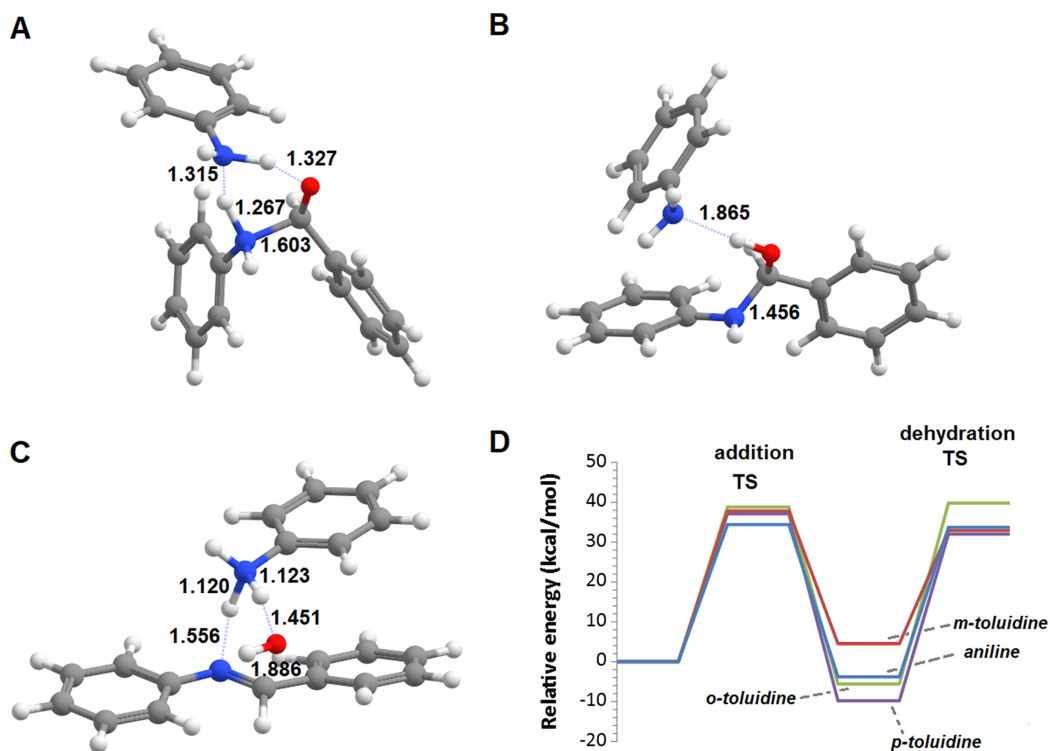 A
1.315
1.327
1.267
1.603
B
1.865
1.456
C
1.120
1.123
1.451
1.556
1.886
D
addition
TS
dehydration
TS
Relative energy (kcal/mol)
50
40
30
20
10
0
-10
-20
m-toluidine
aniline
o-toluidine
p-toluidine